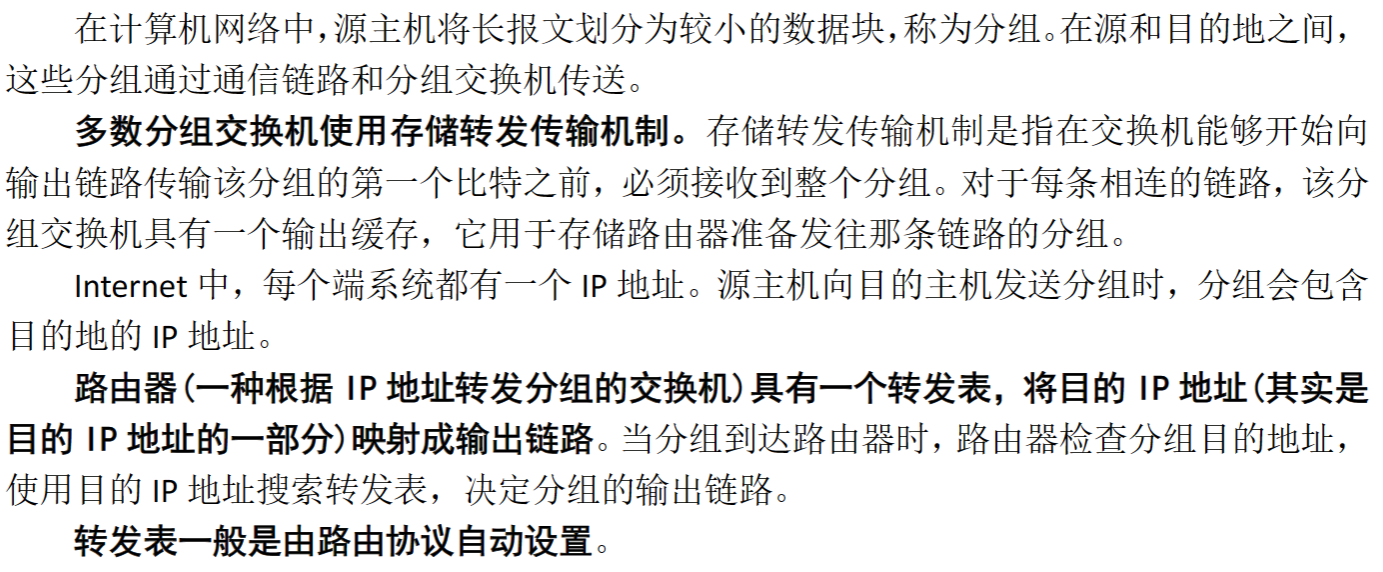 在计算机网络中,源主机将长报文划分为较小的数据块,称为分组。在源和目的地之间,
这些分组通过通信链路和分组交换机传送。
多数分组交换机使用存储转发传输机制。存储转发传输机制是指在交换机能够开始向
输出链路传输该分组的第一个比特之前，必须接收到整个分组。对于每条相连的链路，该分
组交换机具有一个输出缓存，它用于存储路由器准备发往那条链路的分组。
Internet 中，每个端系统都有一个 IP 地址。源主机向目的主机发送分组时，分组会包含
目的地的 IP 地址。
路由器(一种根据 IP 地址转发分组的交换机)具有一个转发表，将目的 IP 地址(其实是
目的 IP 地址的一部分)映射成输出链路。当分组到达路由器时,路由器检查分组目的地址,
使用目的 IP 地址搜索转发表，决定分组的输出链路。
转发表一般是由路由协议自动设置。